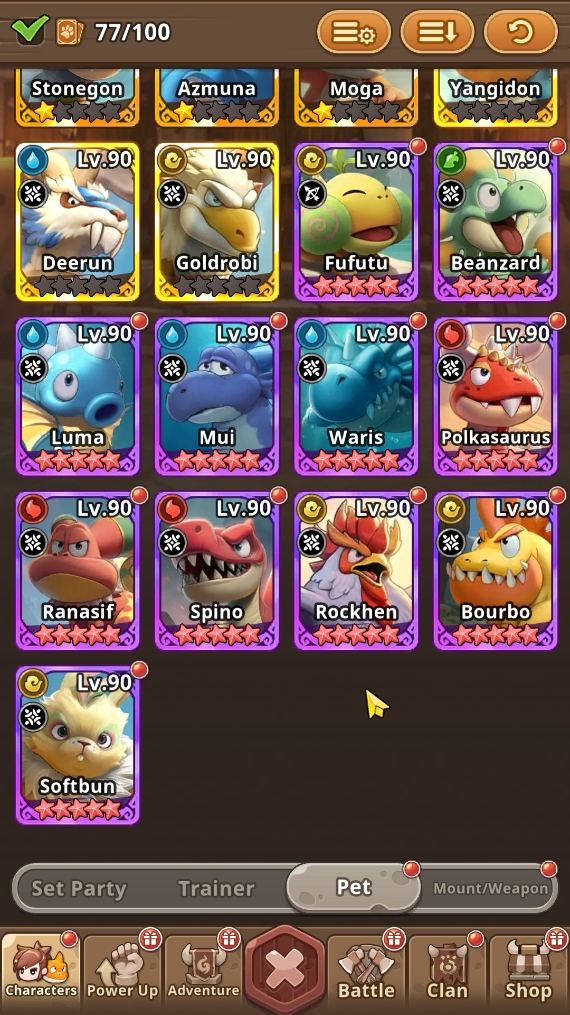 77/100
Stonegon Azmuna Moga Yangidon
Lv.90 Lv.90 Lv.90 Lv.90
Deerun Goldrobi Fufutu Beanzard
Lv.90 Lv.90 Lv.90 Lv.90
Luma Mui Waris Polkasaurus
Lv.90 Lv.90 Lv.90 Lv.90
Ranasif Spino Rockhen Bourbo
Lv.90
Softbun
Set Party Trainer Pet Mount/Weapon
Characters Power Up Adventure Battle Clan Shop